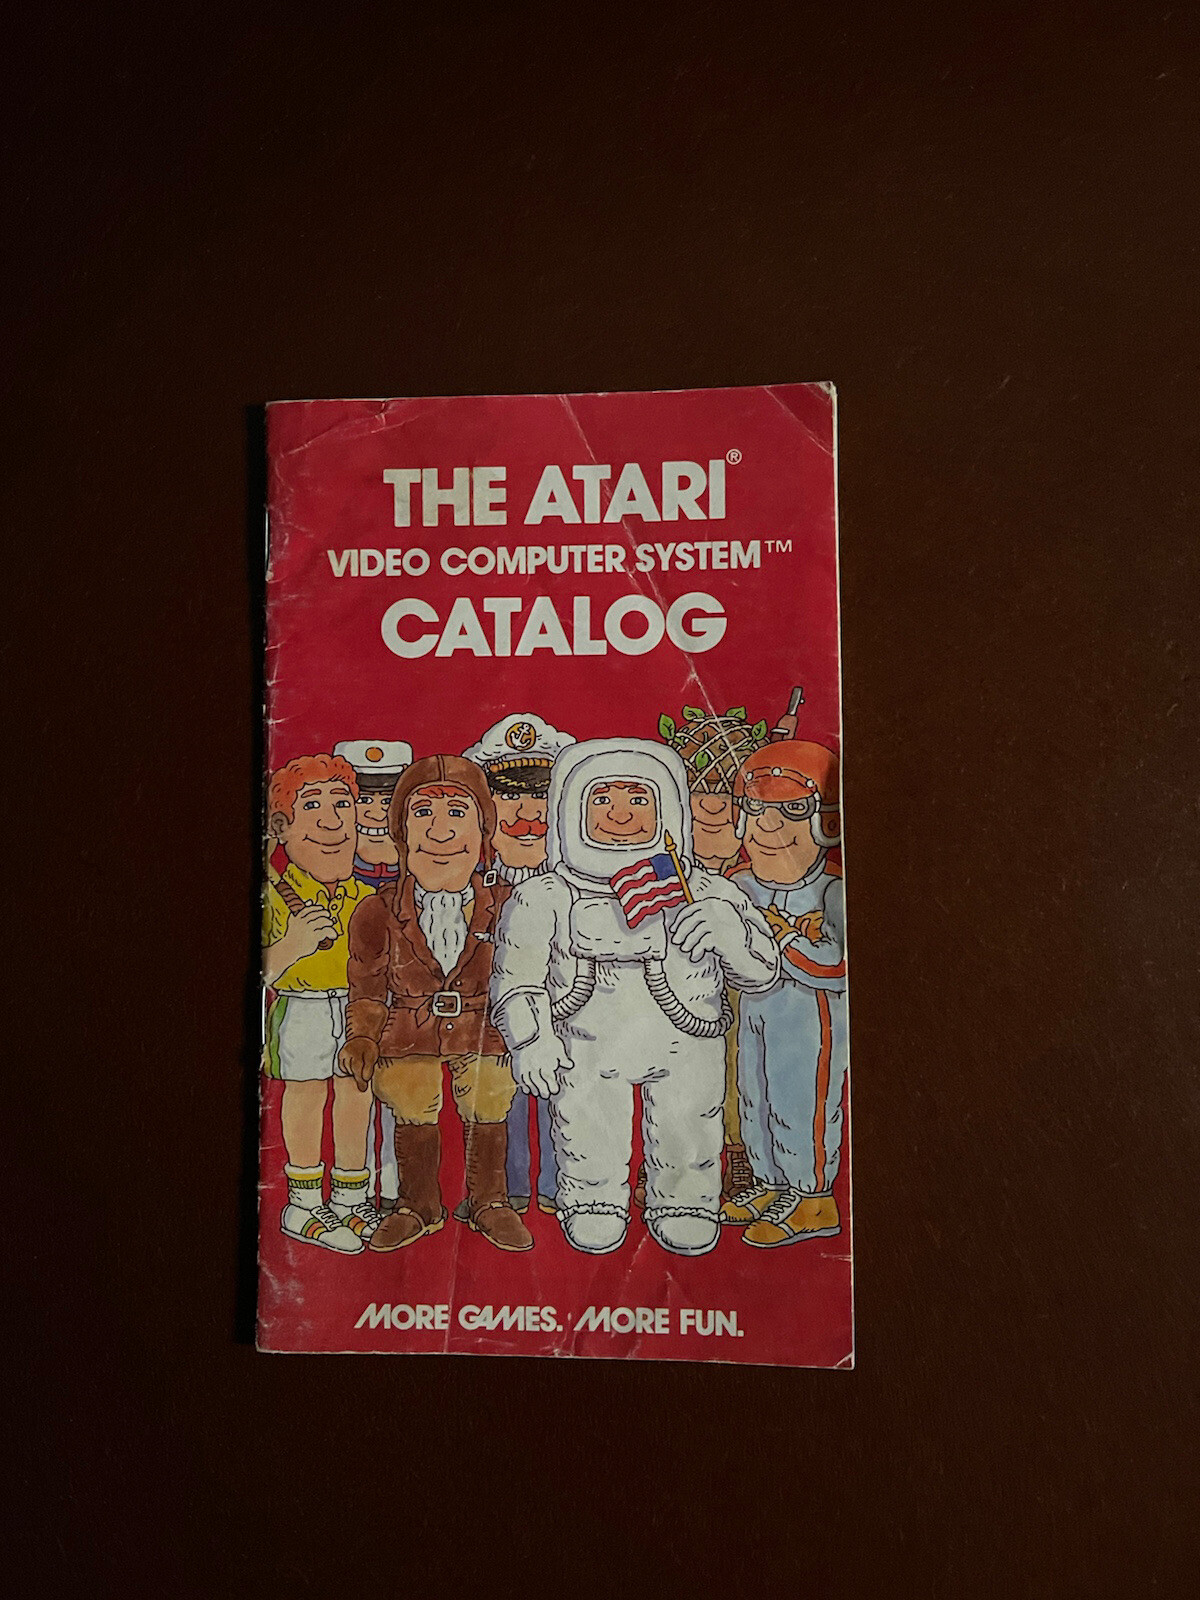 THE ATARI®
VIDEO COMPUTER SYSTEM™
CATALOG
MORE GAMES. MORE FUN.